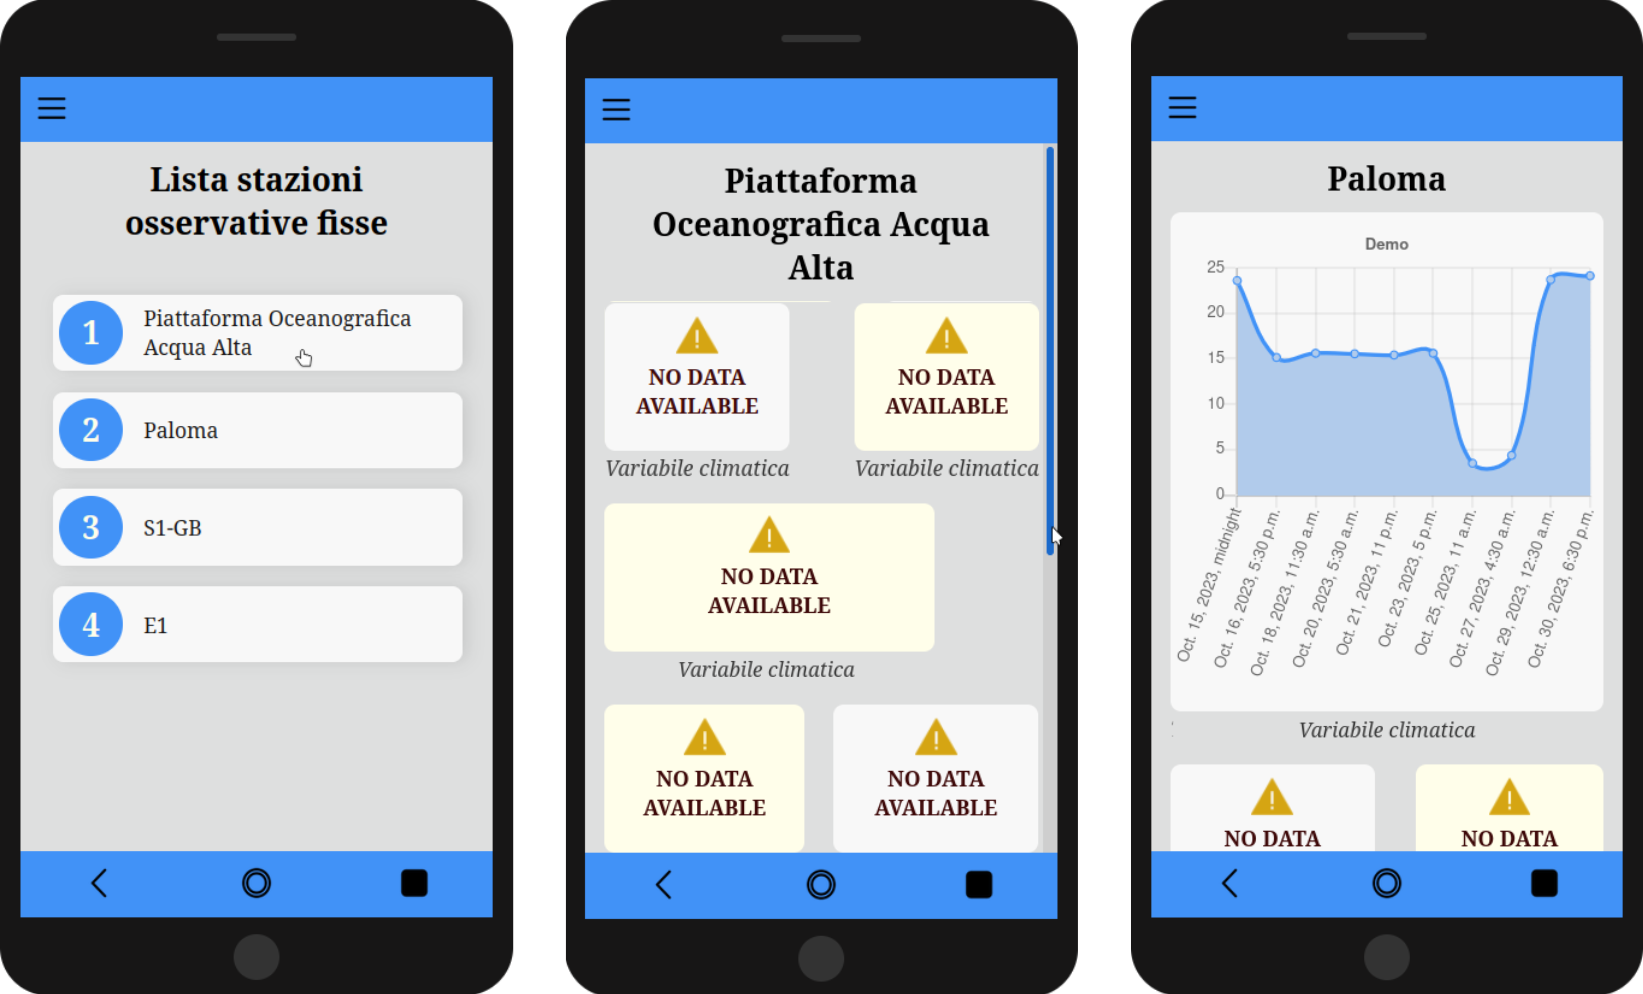 Lista stazioni
osservative fisse
1
Piattaforma Oceanografica
Acqua Alta
2
Paloma
3
S1-GB
4
E1
Piattaforma
Oceanografica Acqua
Alta
NO DATA
AVAILABLE
Variabile climatica
NO DATA
AVAILABLE
Variabile climatica
NO DATA
AVAILABLE
Variabile climatica
NO DATA
AVAILABLE
NO DATA
AVAILABLE
Paloma
Demo
25
20
15
10
5
0
Oct. 15, 2023, midnight
Oct. 16, 2023, 5:30 p.m.
Oct. 18, 2023, 11:30 a.m.
Oct. 20, 2023, 5:30 a.m.
Oct. 21, 2023, 11 p.m.
Oct. 23, 2023, 5 p.m.
Oct. 25, 2023, 11 a.m.
Oct. 27, 2023, 4:30 a.m.
Oct. 29, 2023, 12:30 a.m.
Oct. 30, 2023, 6:30 p.m.
Variabile climatica
NO DATA
NO DATA